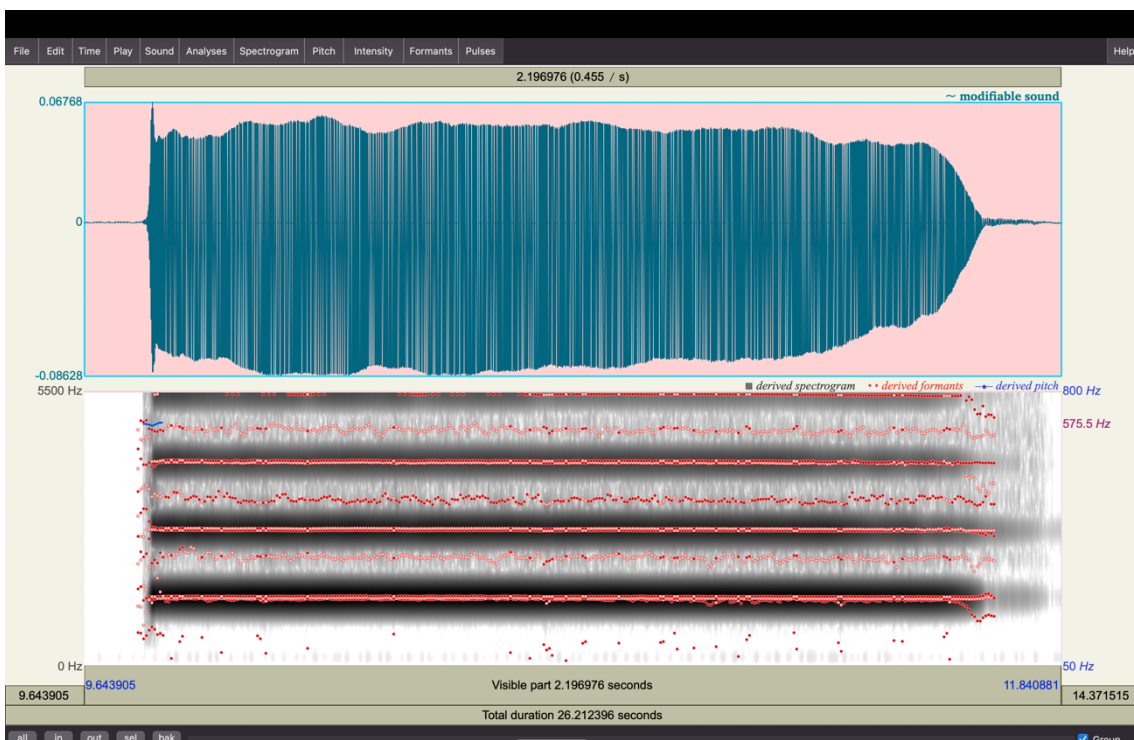 File Edit Time Play Sound Analyses Spectrogram Pitch Intensity Formants Pulses Help
2.196976 (0.455 / s)
0.06768
~ modifiable sound
0
-0.08628
5500 Hz
■ derived spectrogram •• derived formants –•– derived pitch
800 Hz
575.5 Hz
0 Hz
50 Hz
9.643905
9.643905
Visible part 2.196976 seconds
11.840881
14.371515
Total duration 26.212396 seconds
all in out sel bak
Group